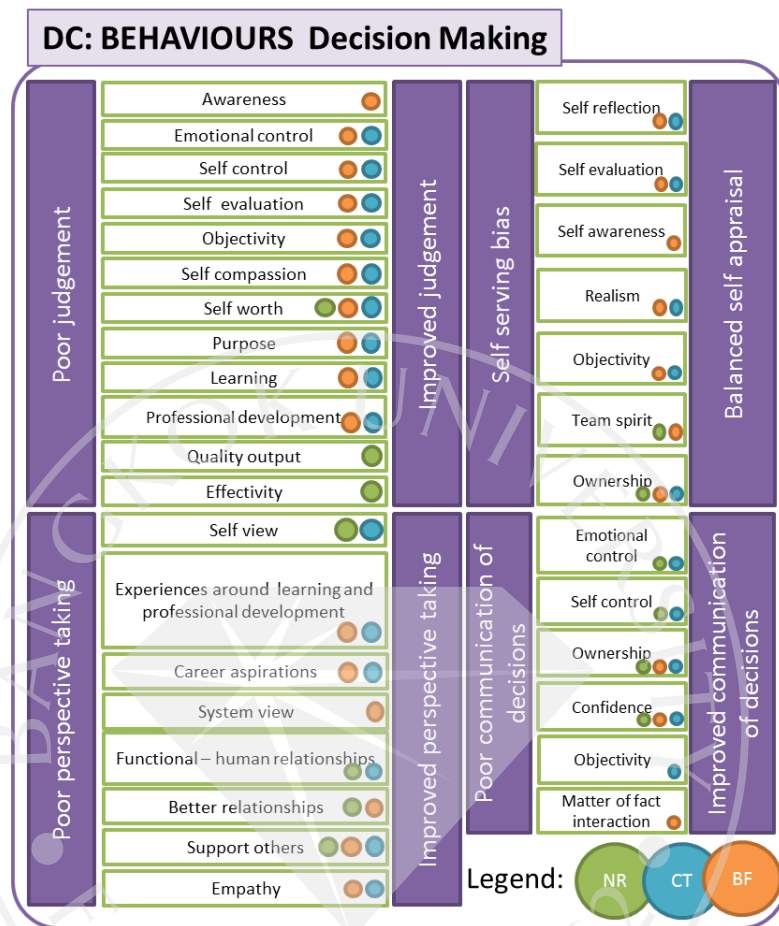 DC: BEHAVIOURS Decision Making
Poor judgement
Awareness
Emotional control
Self control
Self evaluation
Objectivity
Self compassion
Self worth
Purpose
Learning
Professional development
Quality output
Effectivity
Improved judgement
Poor perspective taking
Self view
Experiences around learning and
professional development
Career aspirations
System view
Functional – human relationships
Better relationships
Support others
Empathy
Improved perspective taking
Self serving bias
Self reflection
Self evaluation
Self awareness
Realism
Objectivity
Team spirit
Ownership
Balanced self appraisal
Poor communication of
decisions
Emotional
control
Self control
Ownership
Confidence
Objectivity
Matter of fact
interaction
Improved communication
of decisions
Legend:
NR
CT
BF
BANGKOK UNIVERSITY